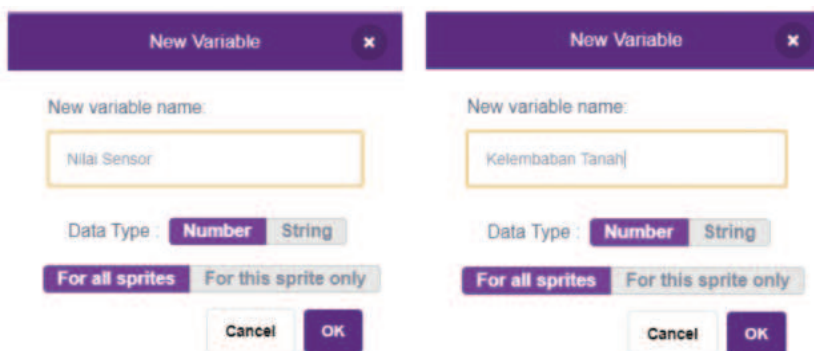 New Variable
×
New variable name:
Nilai Sensor
Data Type : Number String
For all sprites For this sprite only
Cancel OK
New Variable
×
New variable name:
Kelembaban Tanah
Data Type : Number String
For all sprites For this sprite only
Cancel OK